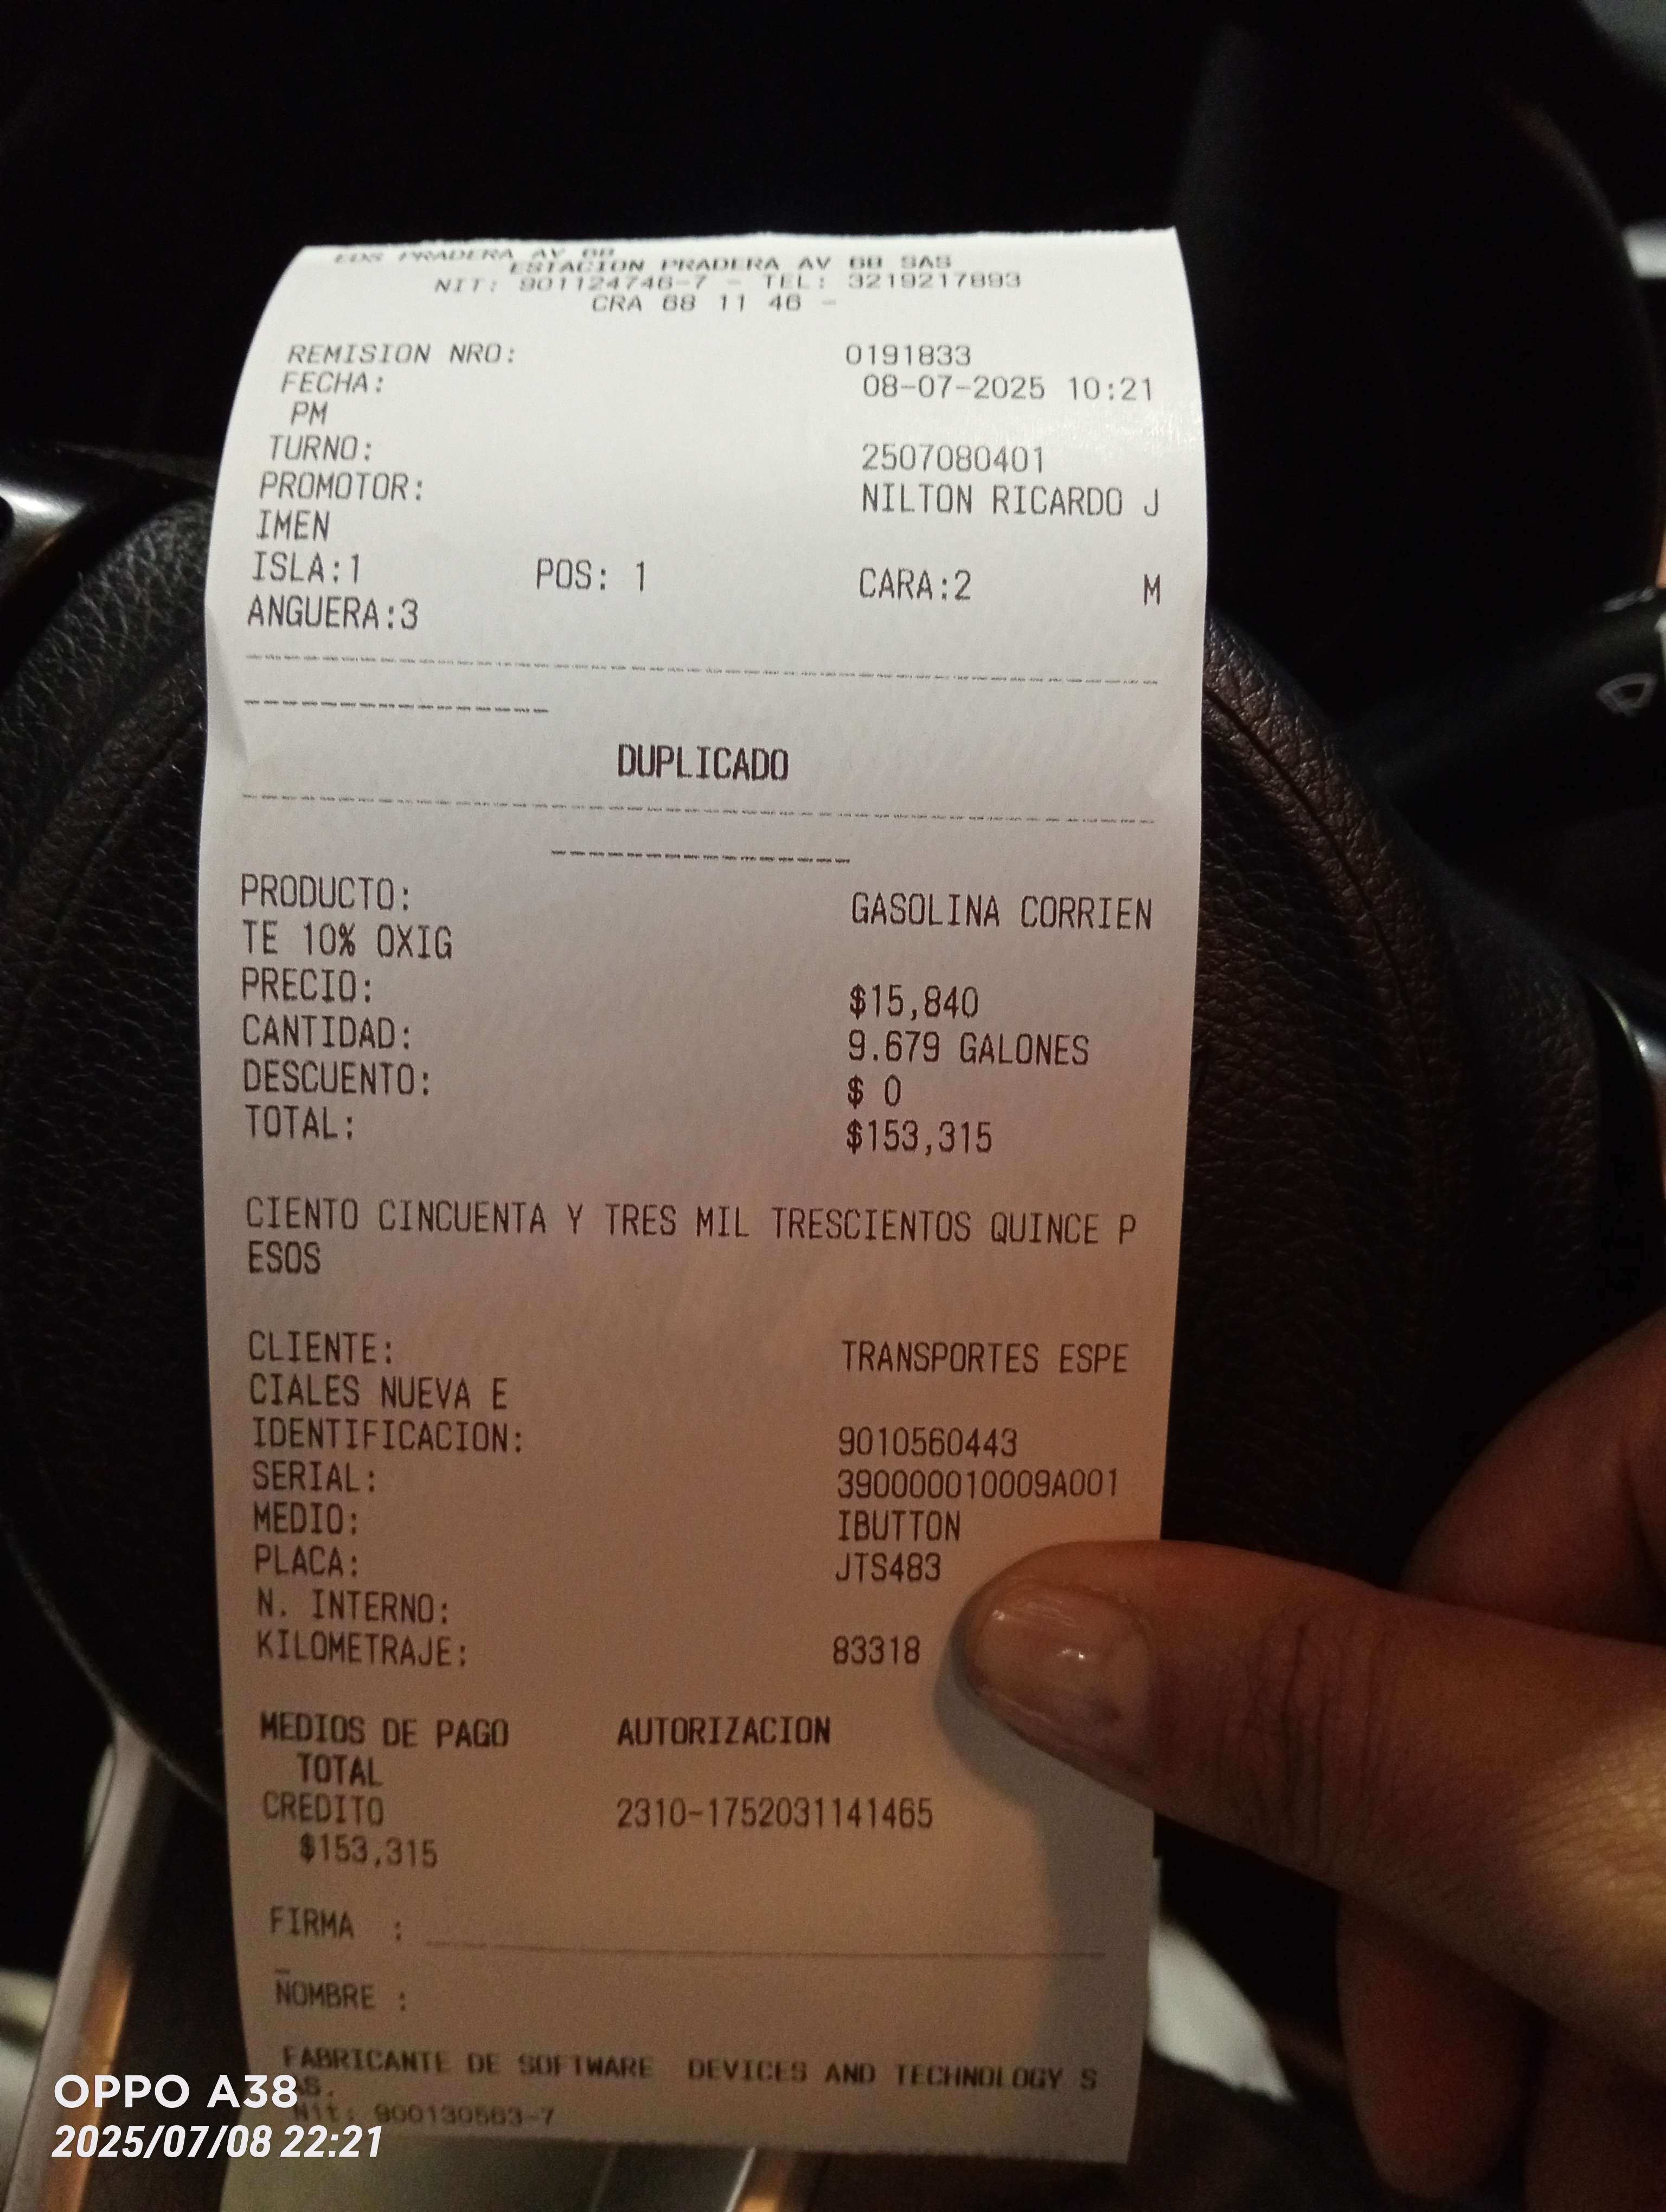 EDS PRADERA AV 68
ESTACION PRADERA AV 68 SAS
NIT: 901124746-7 - TEL: 3219217893
CRA 68 11 46 -
REMISION NRO: 0191833
FECHA: 08-07-2025 10:21
PM
TURNO: 2507080401
PROMOTOR: NILTON RICARDO J
IMEN
ISLA:1 POS: 1 CARA:2 M
ANGUERA:3
DUPLICADO
PRODUCTO: GASOLINA CORRIEN
TE 10% OXIG
PRECIO: $15,840
CANTIDAD: 9.679 GALONES
DESCUENTO: $ 0
TOTAL: $153,315
CIENTO CINCUENTA Y TRES MIL TRESCIENTOS QUINCE P
ESOS
CLIENTE: TRANSPORTES ESPE
CIALES NUEVA E
IDENTIFICACION: 9010560443
SERIAL: 390000010009A001
MEDIO: IBUTTON
PLACA: JTS483
N. INTERNO:
KILOMETRAJE: 83318
MEDIOS DE PAGO AUTORIZACION
TOTAL
CREDITO 2310-1752031141465
$153,315
FIRMA : ____________________
_
NOMBRE :
FABRICANTE DE SOFTWARE DEVICES AND TECHNOLOGY S
AS.
Nit: 900130563-7
OPPO A38
2025/07/08 22:21